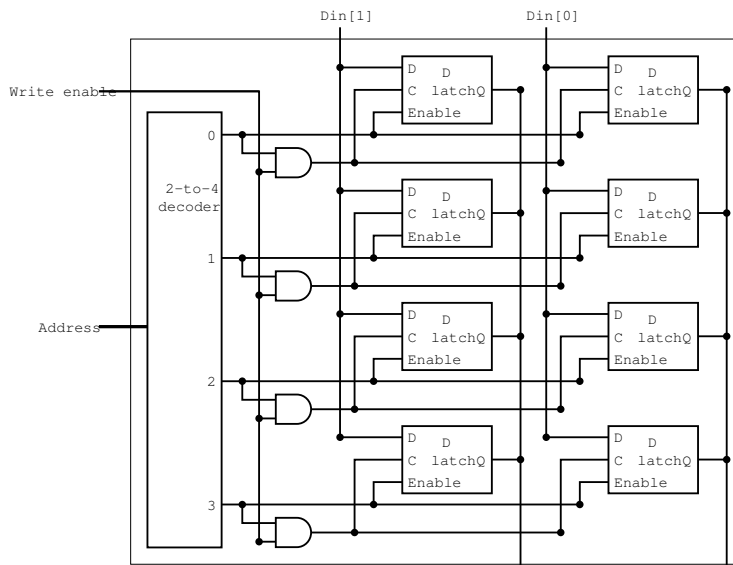 Din[1] Din[0]
D D
D D
Write enable C latchQ C latchQ
Enable Enable
0
2-to-4
decoder
D D
D D
C latchQ C latchQ
Enable Enable
1
D D
D D
Address C latchQ C latchQ
Enable Enable
2
D D
D D
C latchQ C latchQ
Enable Enable
3